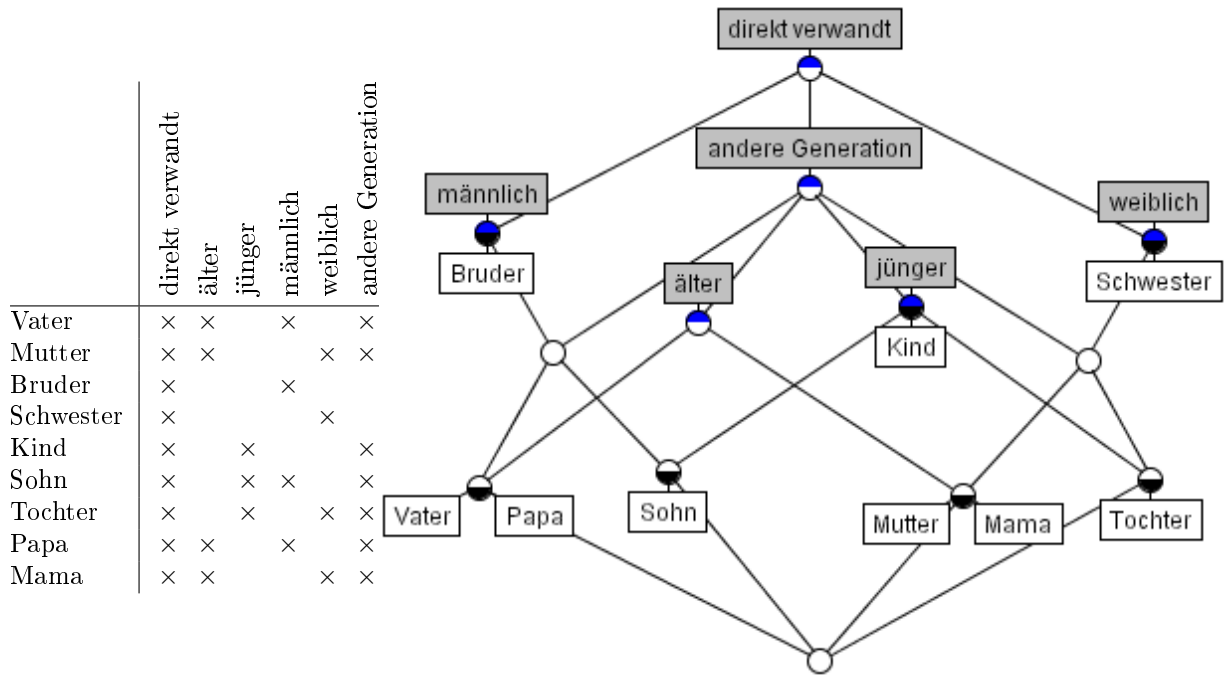 direkt verwandt
älter
jünger
männlich
weiblich
andere Generation
Vater × × × ×
Mutter × × × ×
Bruder × ×
Schwester × ×
Kind × × ×
Sohn × × × ×
Tochter × × × ×
Papa × × × ×
Mama × × × ×
direkt verwandt
andere Generation
männlich
weiblich
Bruder
älter
jünger
Schwester
Kind
Vater
Papa
Sohn
Mutter
Mama
Tochter